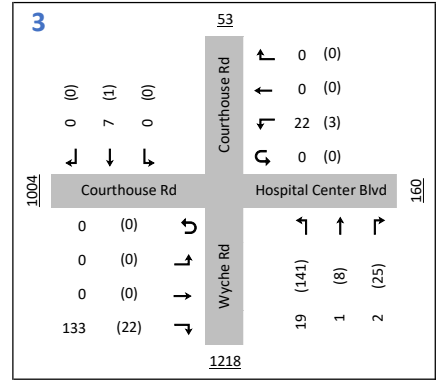 3
53
0 (0)
0 (0)
22 (3)
0 (0)
(0) (1) (0)
0 7 0
Courthouse Rd
1004
Courthouse Rd
Hospital Center Blvd
160
0 (0)
0 (0)
0 (0)
133 (22)
Wyche Rd
(141) (8) (25)
19 1 2
1218